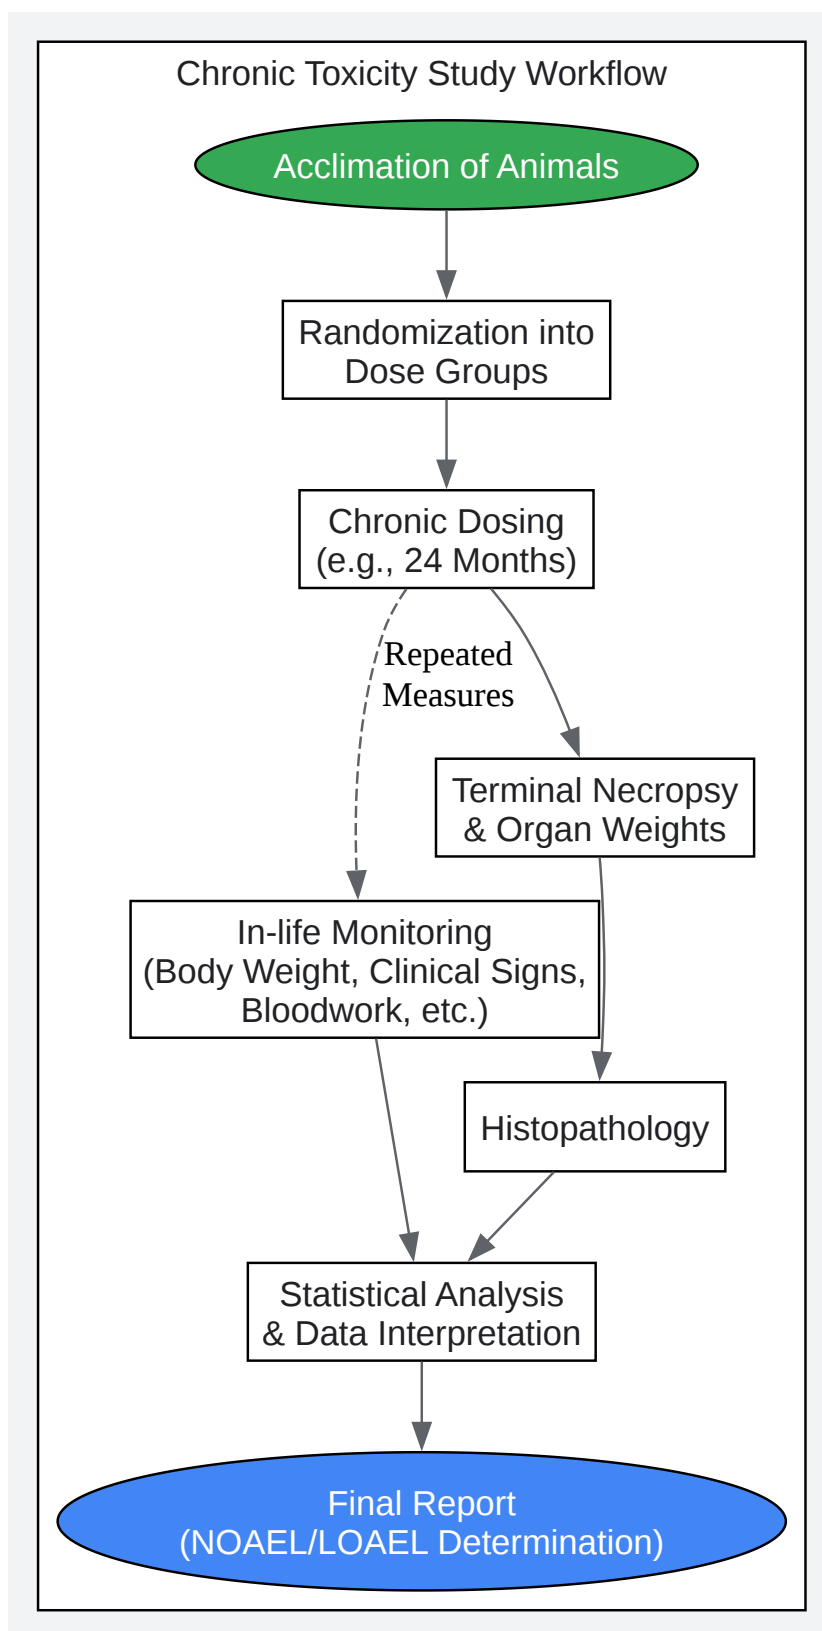 Chronic Toxicity Study Workflow
Acclimation of Animals
Randomization into
Dose Groups
Chronic Dosing
(e.g., 24 Months)
Repeated
Measures
Terminal Necropsy
& Organ Weights
In-life Monitoring
(Body Weight, Clinical Signs,
Bloodwork, etc.)
Histopathology
Statistical Analysis
& Data Interpretation
Final Report
(NOAEL/LOAEL Determination)